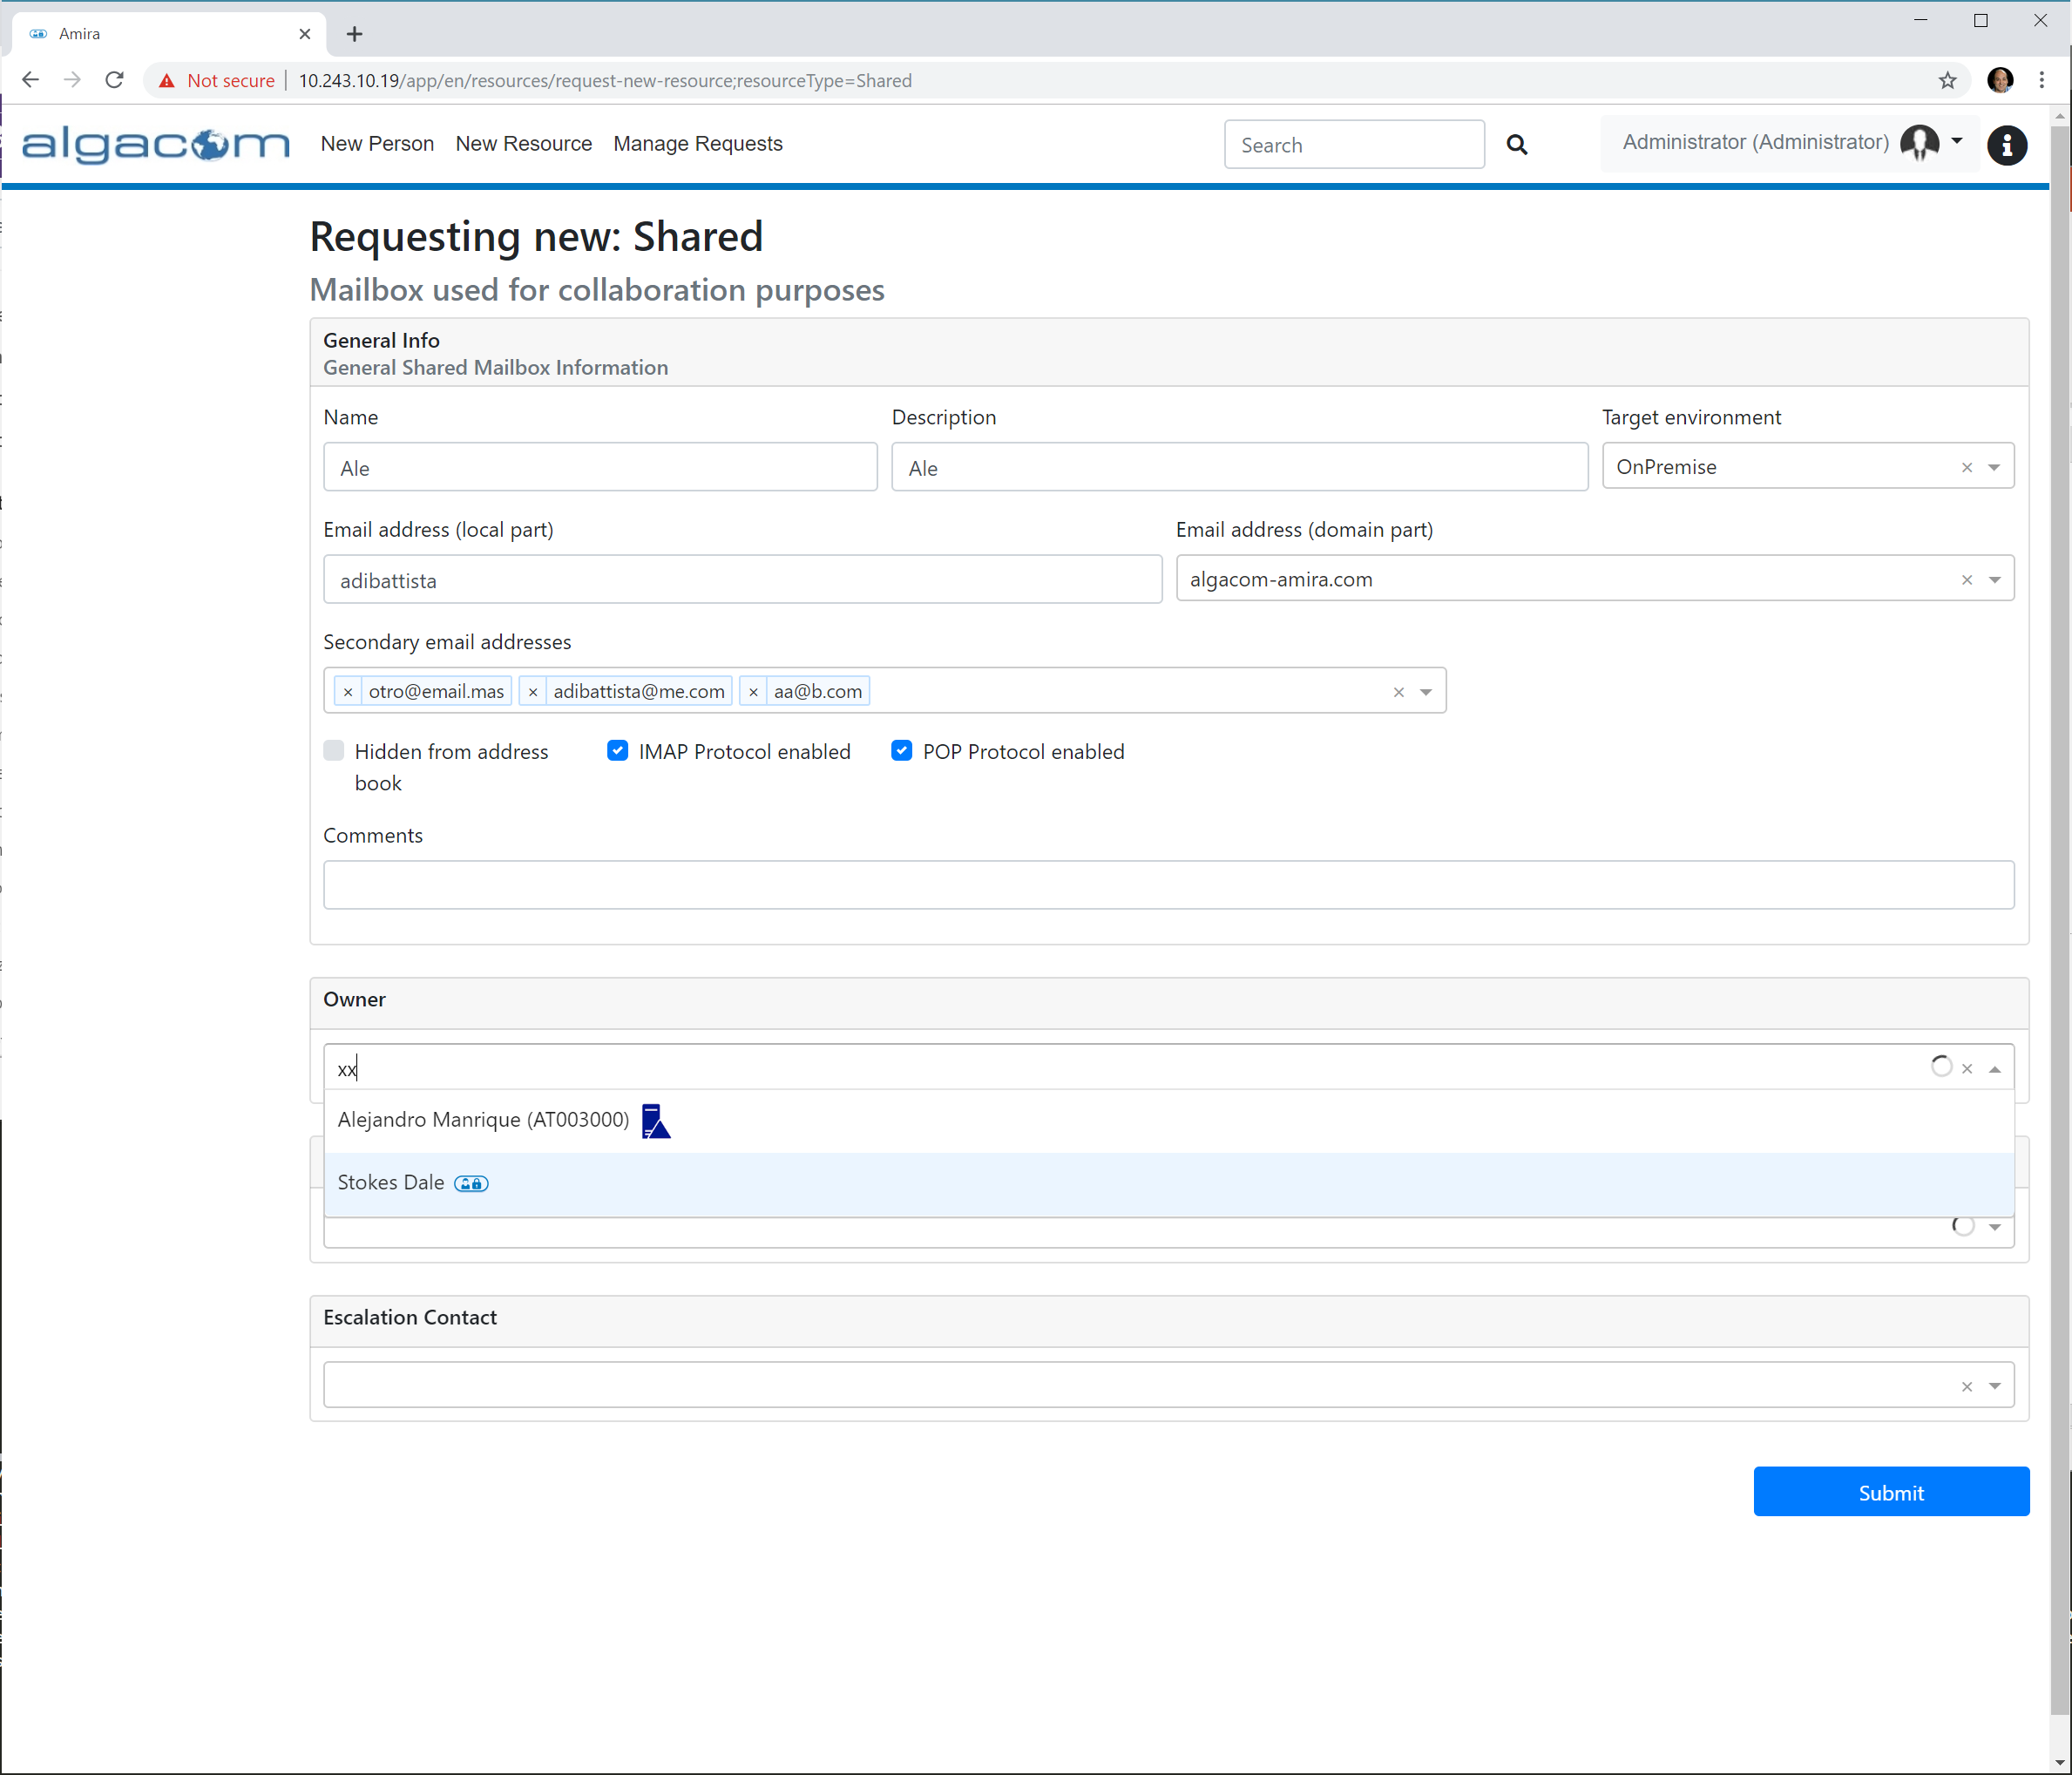 Amira
Not secure 10.243.10.19/app/en/resources/request-new-resource;resourceType=Shared
algacom New Person New Resource Manage Requests Search Administrator (Administrator)
Requesting new: Shared
Mailbox used for collaboration purposes
General Info
General Shared Mailbox Information
Name Description Target environment
Ale Ale OnPremise
Email address (local part) Email address (domain part)
adibattista algacom-amira.com
Secondary email addresses
× otro@email.mas × adibattista@me.com × aa@b.com
Hidden from address book IMAP Protocol enabled POP Protocol enabled
Comments
Owner
xx
Alejandro Manrique (AT003000)
Stokes Dale
Escalation Contact
Submit